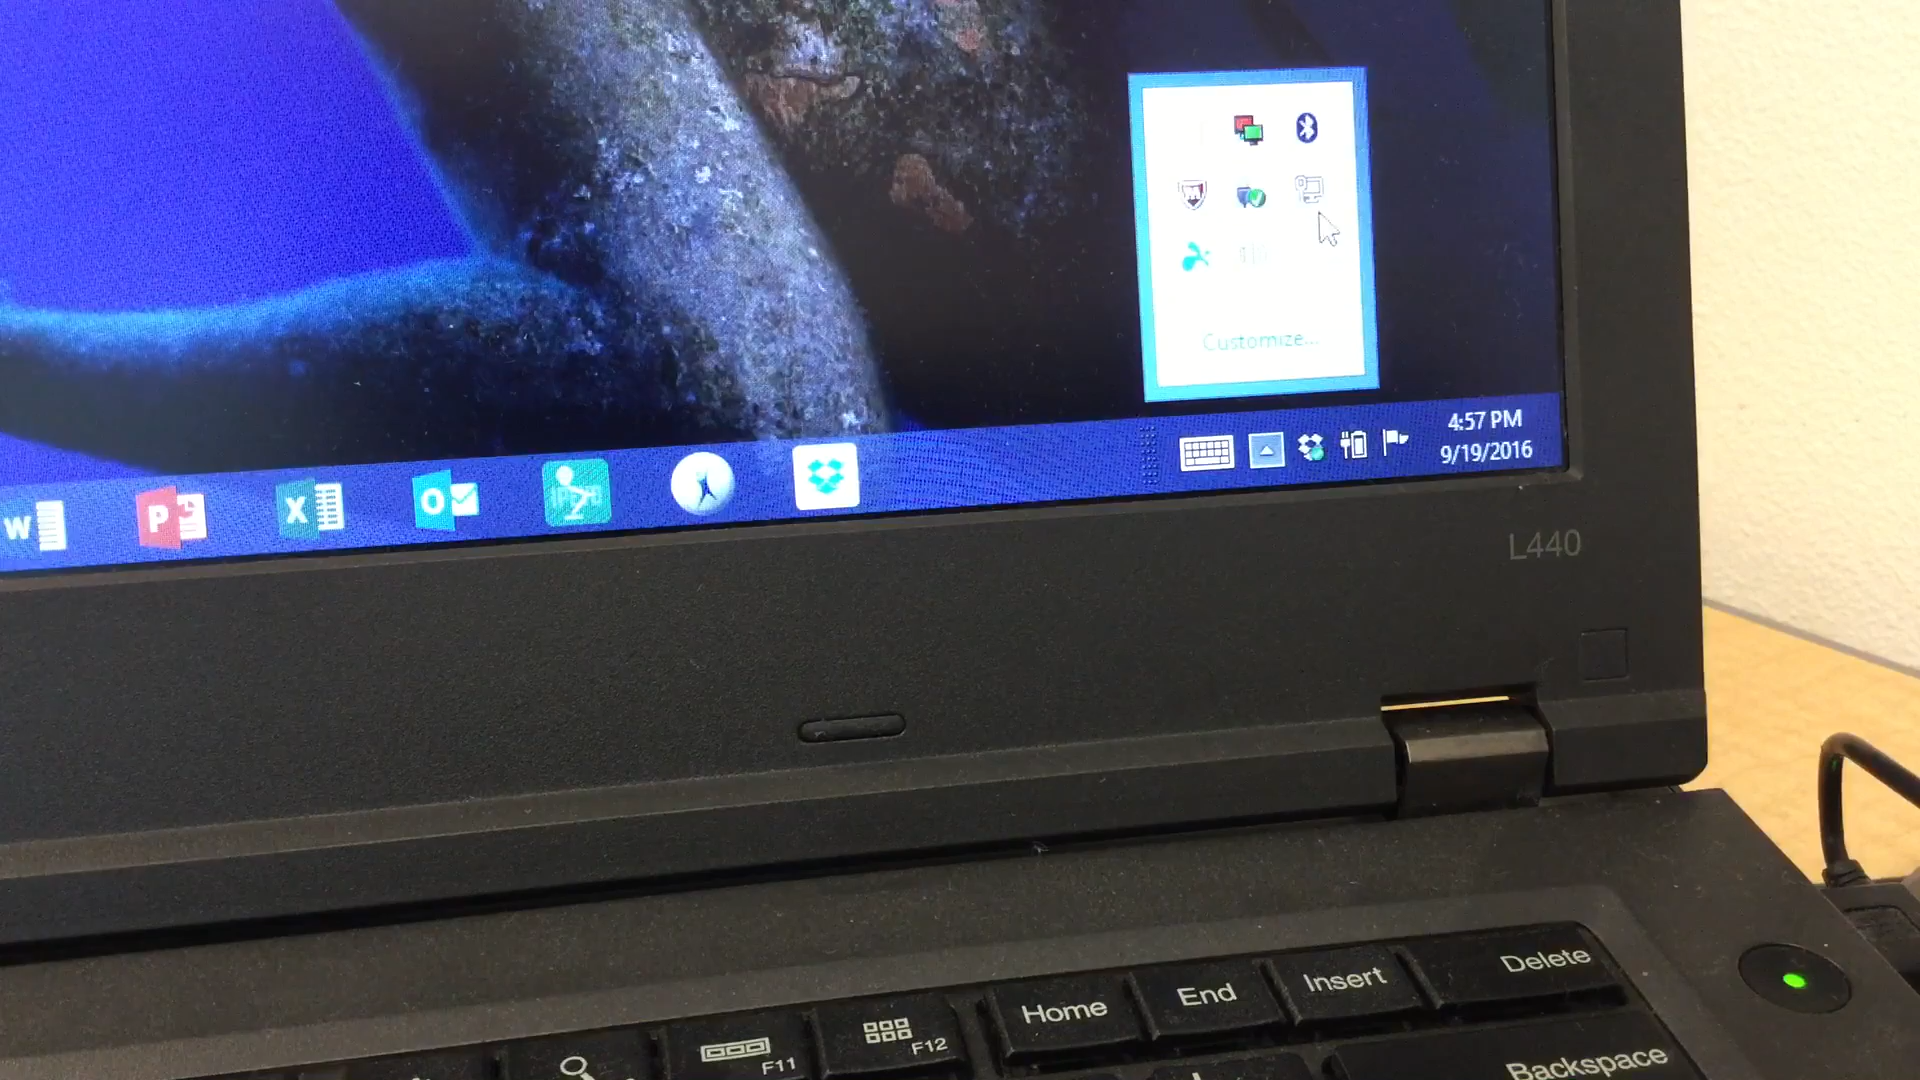 Customize...
4:57 PM
9/19/2016
W
P
X
O
L440
Home
End
Insert
Delete
F11
F12
Backspace